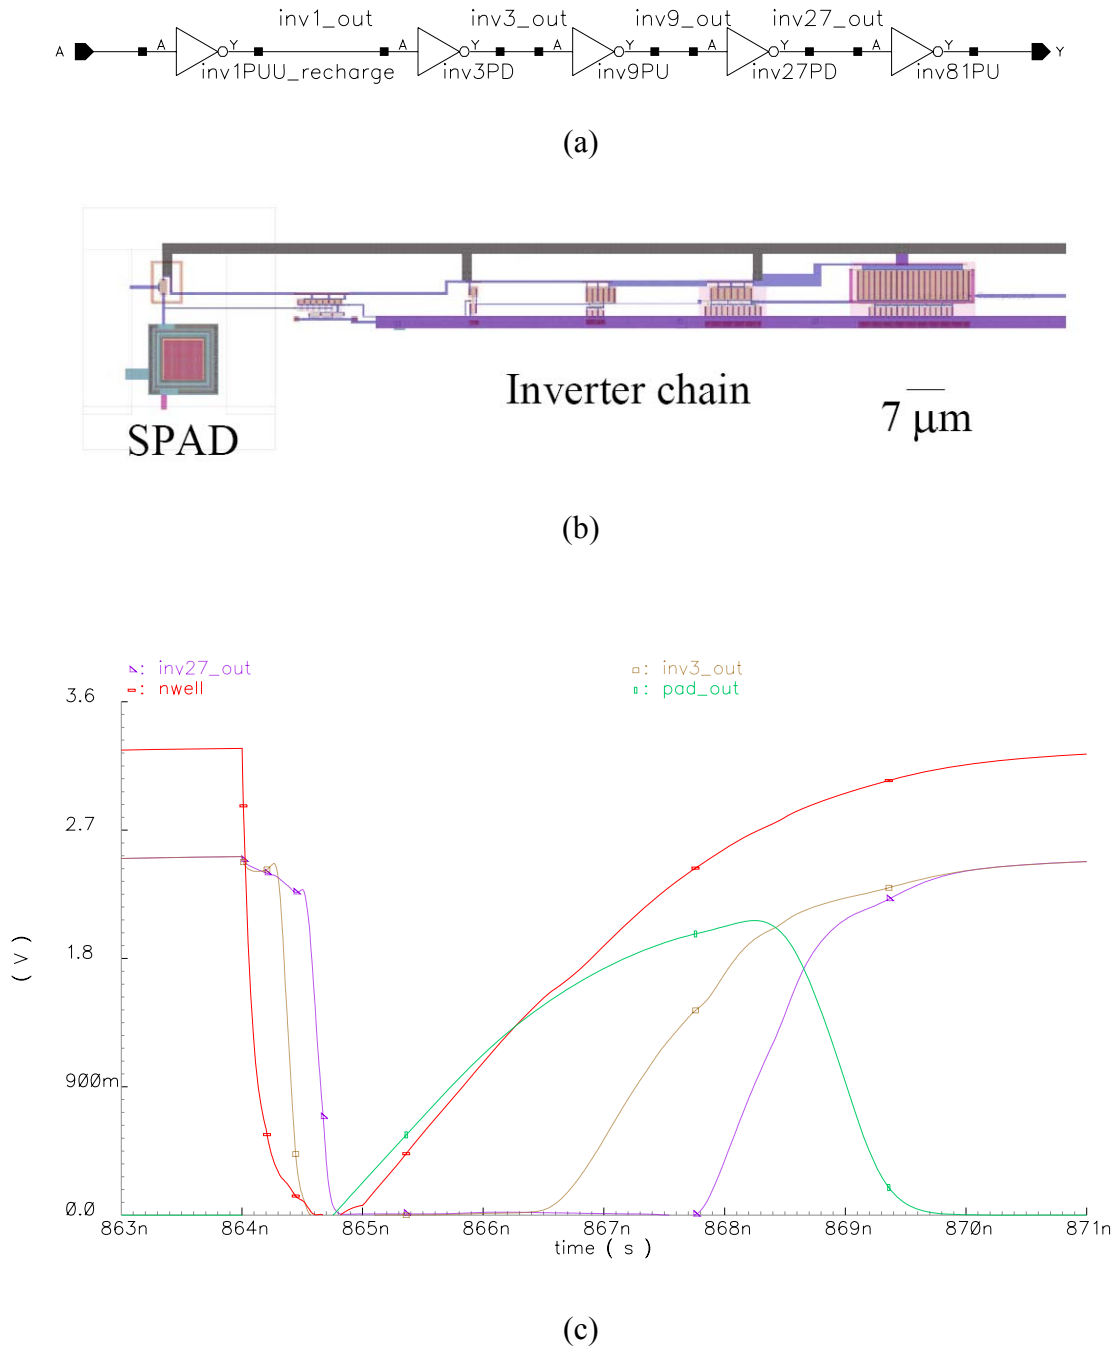 inv1_out inv3_out inv9_out inv27_out
A A Y A Y A Y A Y A Y Y
inv1PUU_recharge inv3PD inv9PU inv27PD inv81PU
(a)
Inverter chain
7 μm
SPAD
(b)
: inv27_out : inv3_out
: nwell : pad_out
3.6
2.7
1.8
( V )
900m
0.0
863n 864n 865n 866n 867n 868n 869n 870n 871n
time ( s )
(c)